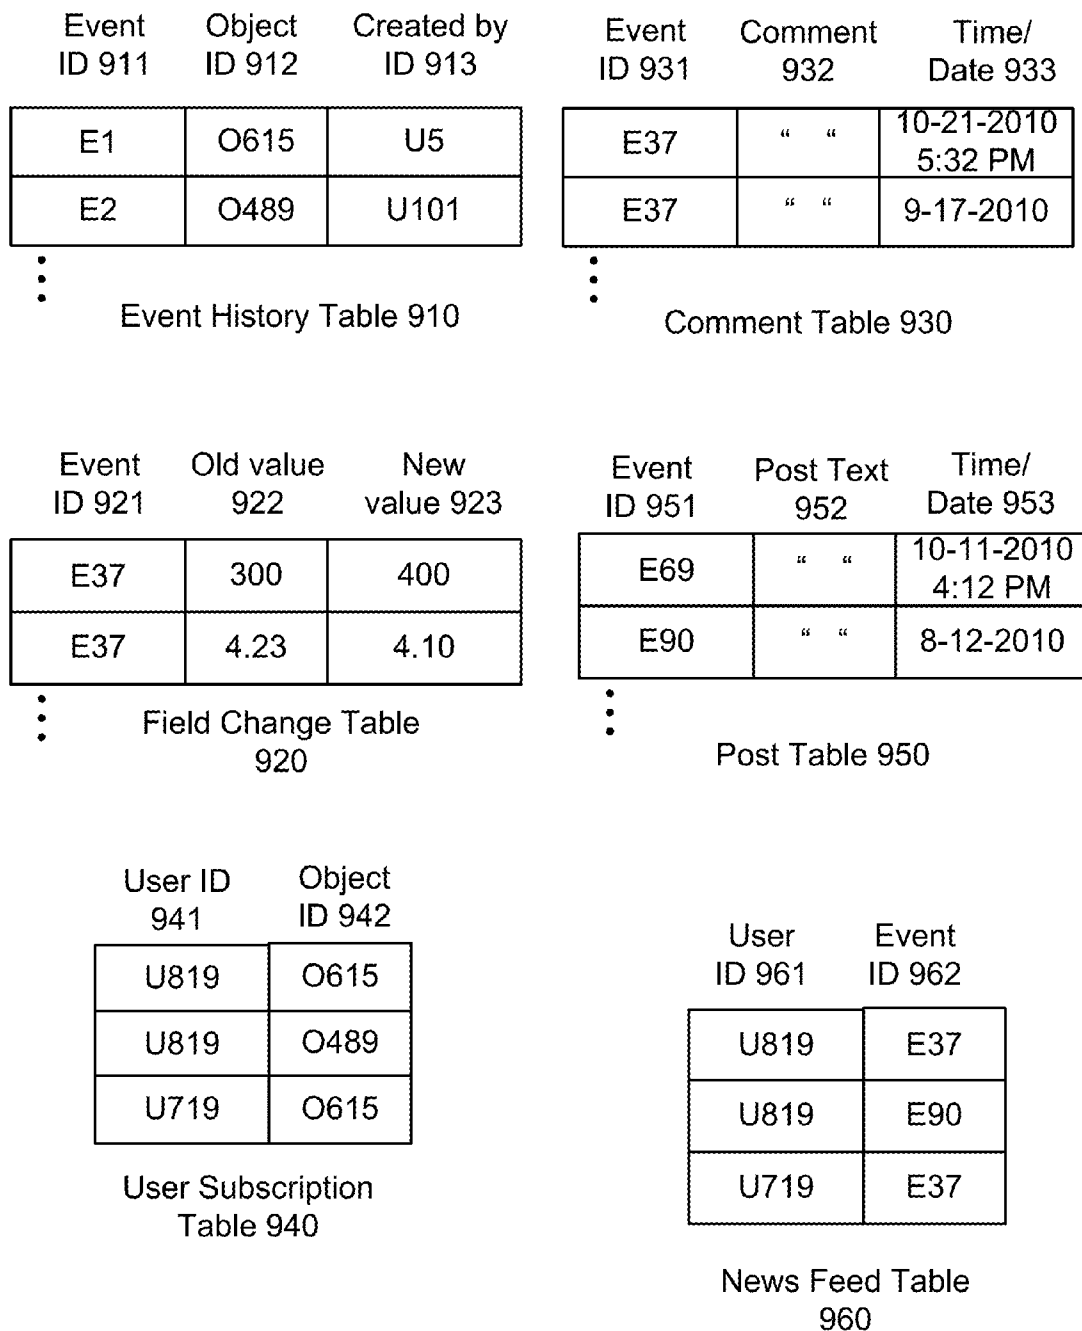 Event ID 911 Object ID 912 Created by ID 913
E1 O615 U5
E2 O489 U101
Event History Table 910
Event ID 931 Comment 932 Time/ Date 933
E37 “ “ 10-21-2010 5:32 PM
E37 “ “ 9-17-2010
Comment Table 930
Event ID 921 Old value 922 New value 923
E37 300 400
E37 4.23 4.10
Field Change Table
920
Event ID 951 Post Text 952 Time/ Date 953
E69 “ “ 10-11-2010 4:12 PM
E90 “ “ 8-12-2010
Post Table 950
User ID 941 Object ID 942
U819 O615
U819 O489
U719 O615
User Subscription
Table 940
User ID 961 Event ID 962
U819 E37
U819 E90
U719 E37
News Feed Table
960